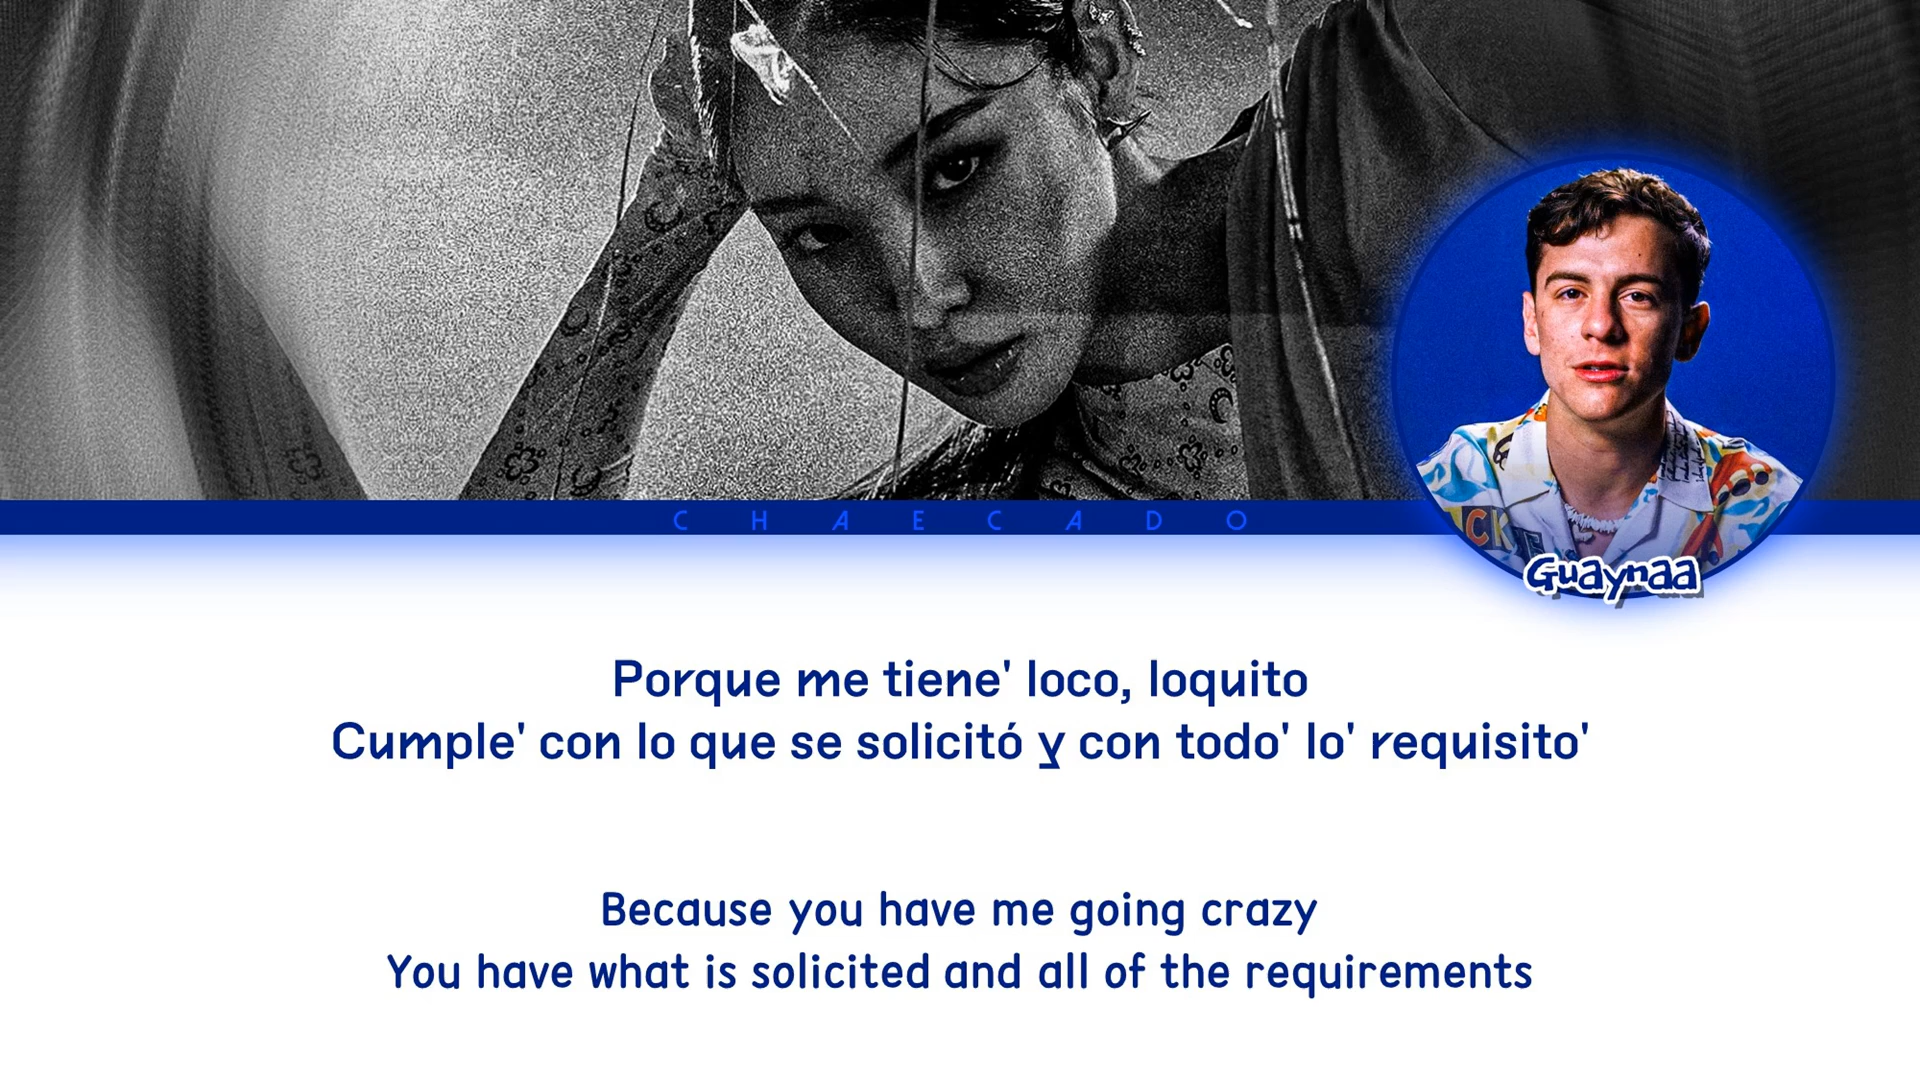 CHAECADO
Guaynaa
Porque me tiene' loco, loquito
Cumple' con lo que se solicitó y con todo' lo' requisito'
Because you have me going crazy
You have what is solicited and all of the requirements